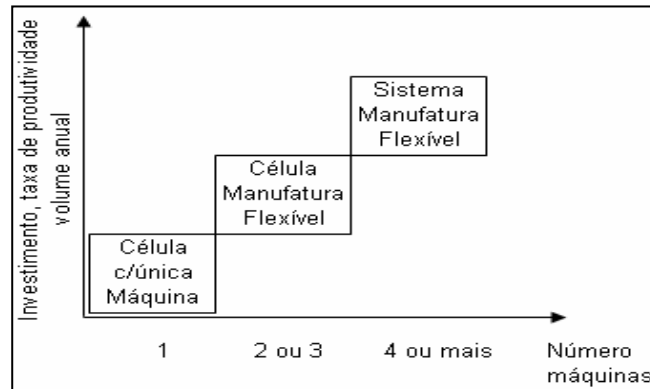 Investimento, taxa de produtividade
volume anual
Sistema
Manufatura
Flexível
Célula
Manufatura
Flexível
Célula
c/única
Máquina
1
2 ou 3
4 ou mais
Número
máquinas